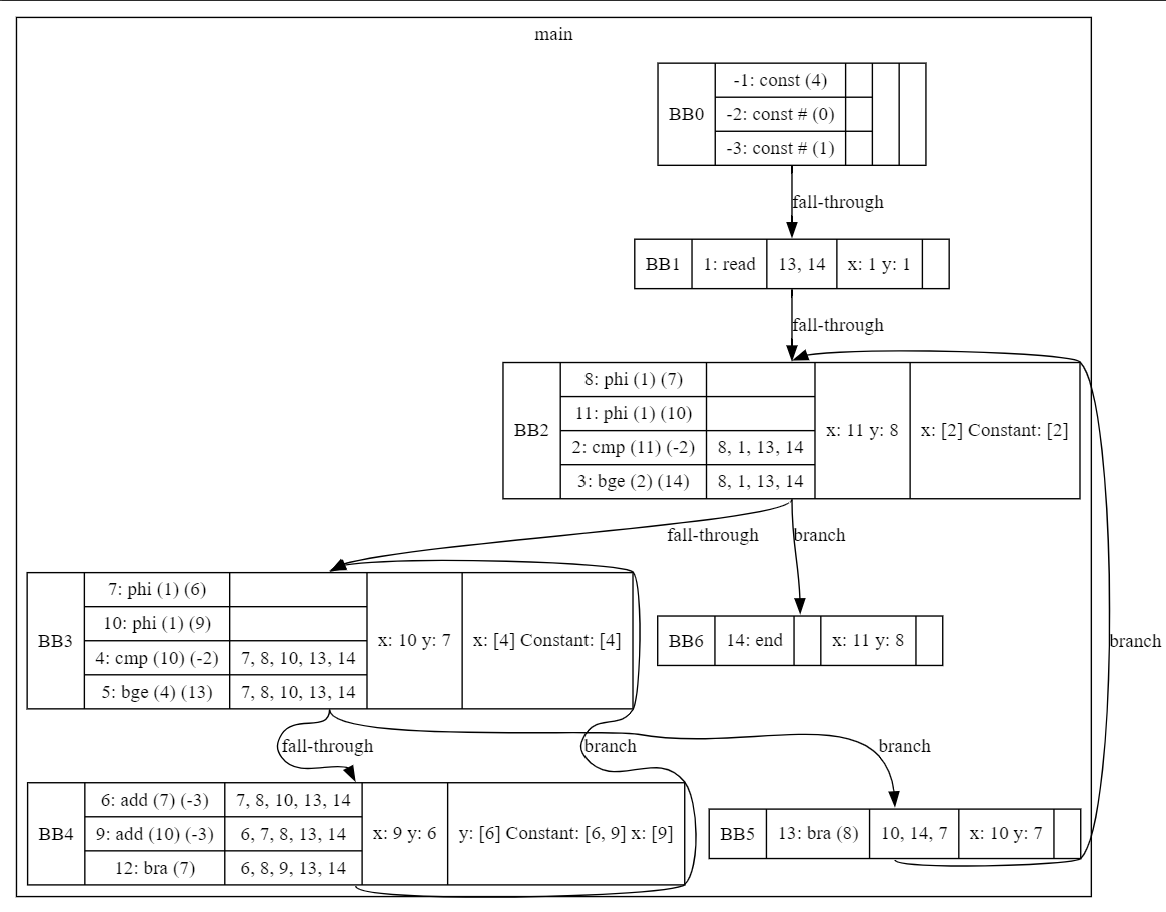 main
BB0
-1: const (4)
-2: const # (0)
-3: const # (1)
fall-through
BB1
1: read
13, 14
x: 1 y: 1
fall-through
BB2
8: phi (1) (7)
11: phi (1) (10)
2: cmp (11) (-2)
8, 1, 13, 14
3: bge (2) (14)
8, 1, 13, 14
x: 11 y: 8
x: [2] Constant: [2]
fall-through
branch
BB3
7: phi (1) (6)
10: phi (1) (9)
4: cmp (10) (-2)
7, 8, 10, 13, 14
5: bge (4) (13)
7, 8, 10, 13, 14
x: 10 y: 7
x: [4] Constant: [4]
BB6
14: end
x: 11 y: 8
branch
fall-through
branch
branch
BB4
6: add (7) (-3)
7, 8, 10, 13, 14
9: add (10) (-3)
6, 7, 8, 13, 14
12: bra (7)
6, 8, 9, 13, 14
x: 9 y: 6
y: [6] Constant: [6, 9] x: [9]
BB5
13: bra (8)
10, 14, 7
x: 10 y: 7